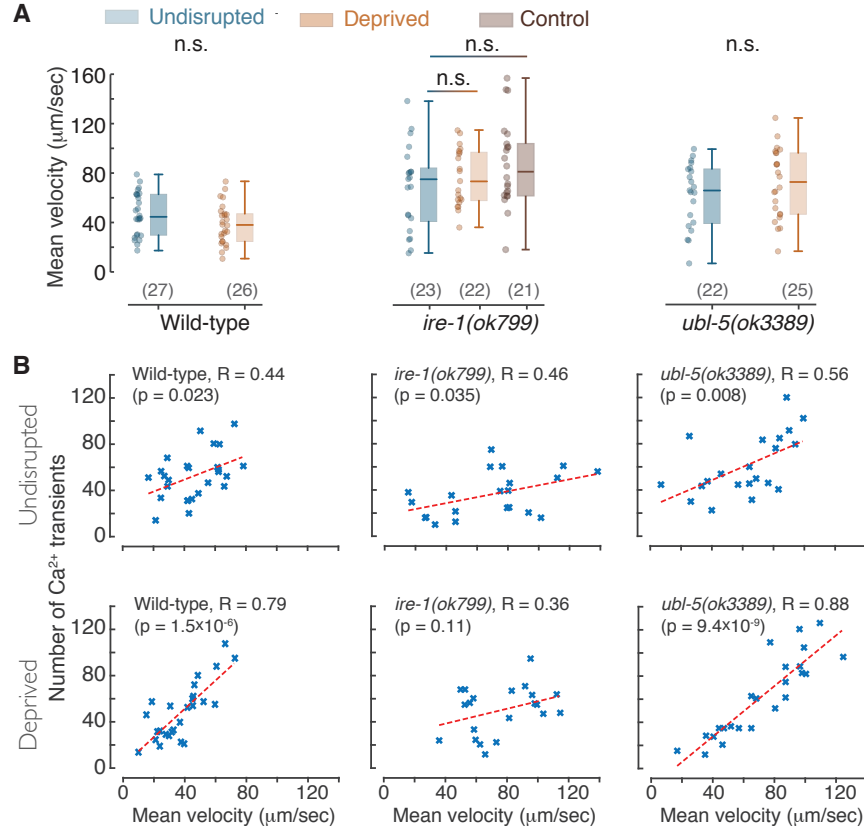 A
Undisrupted
Deprived
Control
n.s.
n.s.
n.s.
n.s.
Mean velocity (μm/sec)
160
120
80
40
0
(27)
(26)
(23)
(22)
(21)
(22)
(25)
Wild-type
ire-1(ok799)
ubl-5(ok3389)
B
Undisrupted
Deprived
Number of Ca²⁺ transients
Wild-type, R = 0.44
(p = 0.023)
ire-1(ok799), R = 0.46
(p = 0.035)
ubl-5(ok3389), R = 0.56
(p = 0.008)
120
80
40
0
Wild-type, R = 0.79
(p = 1.5×10⁻⁶)
ire-1(ok799), R = 0.36
(p = 0.11)
ubl-5(ok3389), R = 0.88
(p = 9.4×10⁻⁹)
120
80
40
0
0 40 80 120
0 40 80 120
0 40 80 120
Mean velocity (μm/sec)
Mean velocity (μm/sec)
Mean velocity (μm/sec)